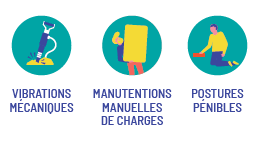 VIBRATIONS
MÉCANIQUES
MANUTENTIONS
MANUELLES
DE CHARGES
POSTURES
PÉNIBLES